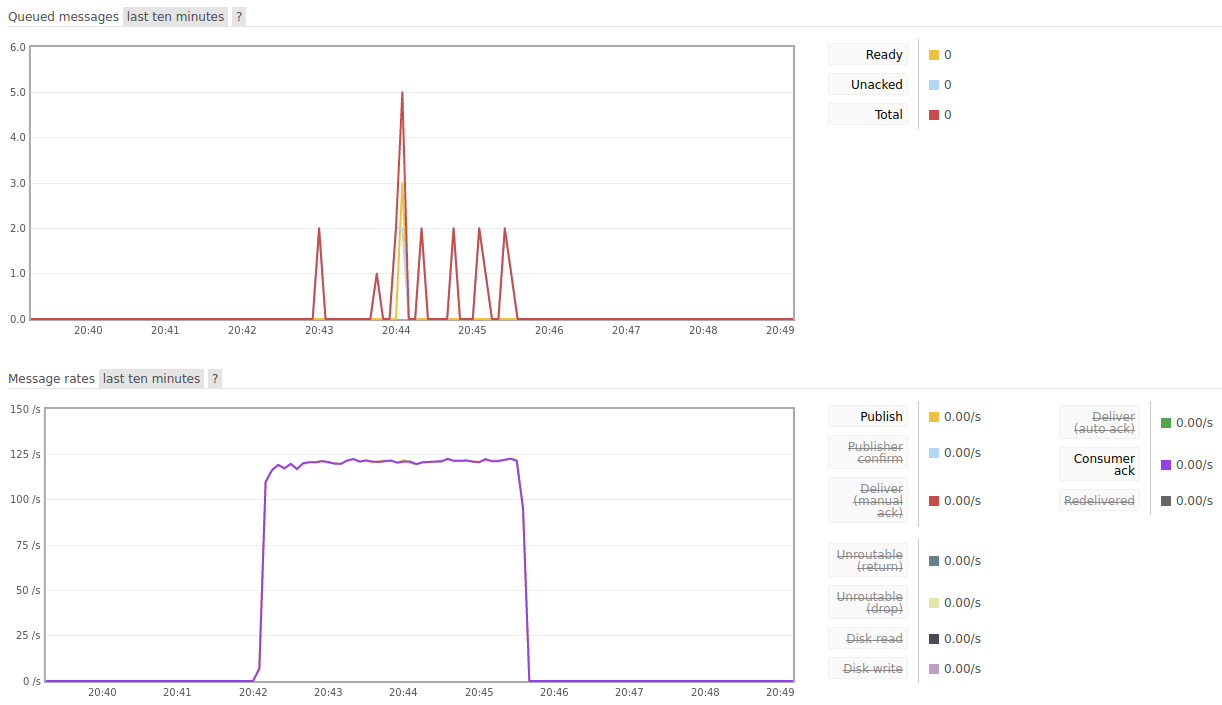 Queued messages last ten minutes ?
6.0
5.0
4.0
3.0
2.0
1.0
0.0
20:40 20:41 20:42 20:43 20:44 20:45 20:46 20:47 20:48 20:49
Ready 0
Unacked 0
Total 0
Message rates last ten minutes ?
150 /s
125 /s
100 /s
75 /s
50 /s
25 /s
0 /s
20:40 20:41 20:42 20:43 20:44 20:45 20:46 20:47 20:48 20:49
Publish 0.00/s
Publisher
confirm 0.00/s
Deliver
(manual
ack) 0.00/s
Unroutable
(return) 0.00/s
Unroutable
(drop) 0.00/s
Disk read 0.00/s
Disk write 0.00/s
Deliver
(auto ack) 0.00/s
Consumer
ack 0.00/s
Redelivered 0.00/s